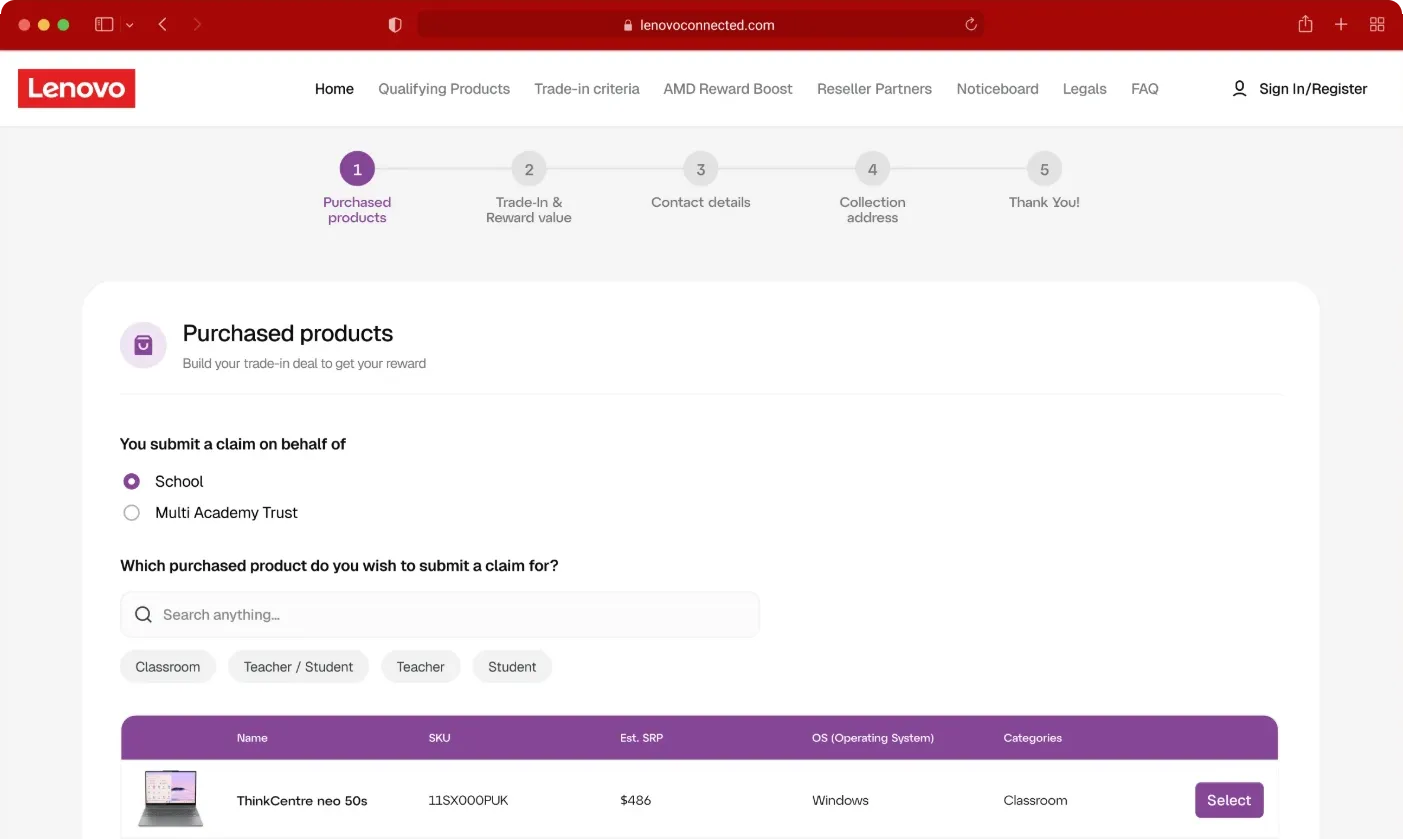 lenovoconnected.com
Lenovo
Home Qualifying Products Trade-in criteria AMD Reward Boost Reseller Partners Noticeboard Legals FAQ Sign In/Register
1 2 3 4 5
Purchased products
Trade-In & Reward value
Contact details
Collection address
Thank You!
Purchased products
Build your trade-in deal to get your reward
You submit a claim on behalf of
School
Multi Academy Trust
Which purchased product do you wish to submit a claim for?
Search anything...
Classroom Teacher / Student Teacher Student
Name SKU Est. SRP OS (Operating System) Categories
ThinkCentre neo 50s 11SX000PUK $486 Windows Classroom Select